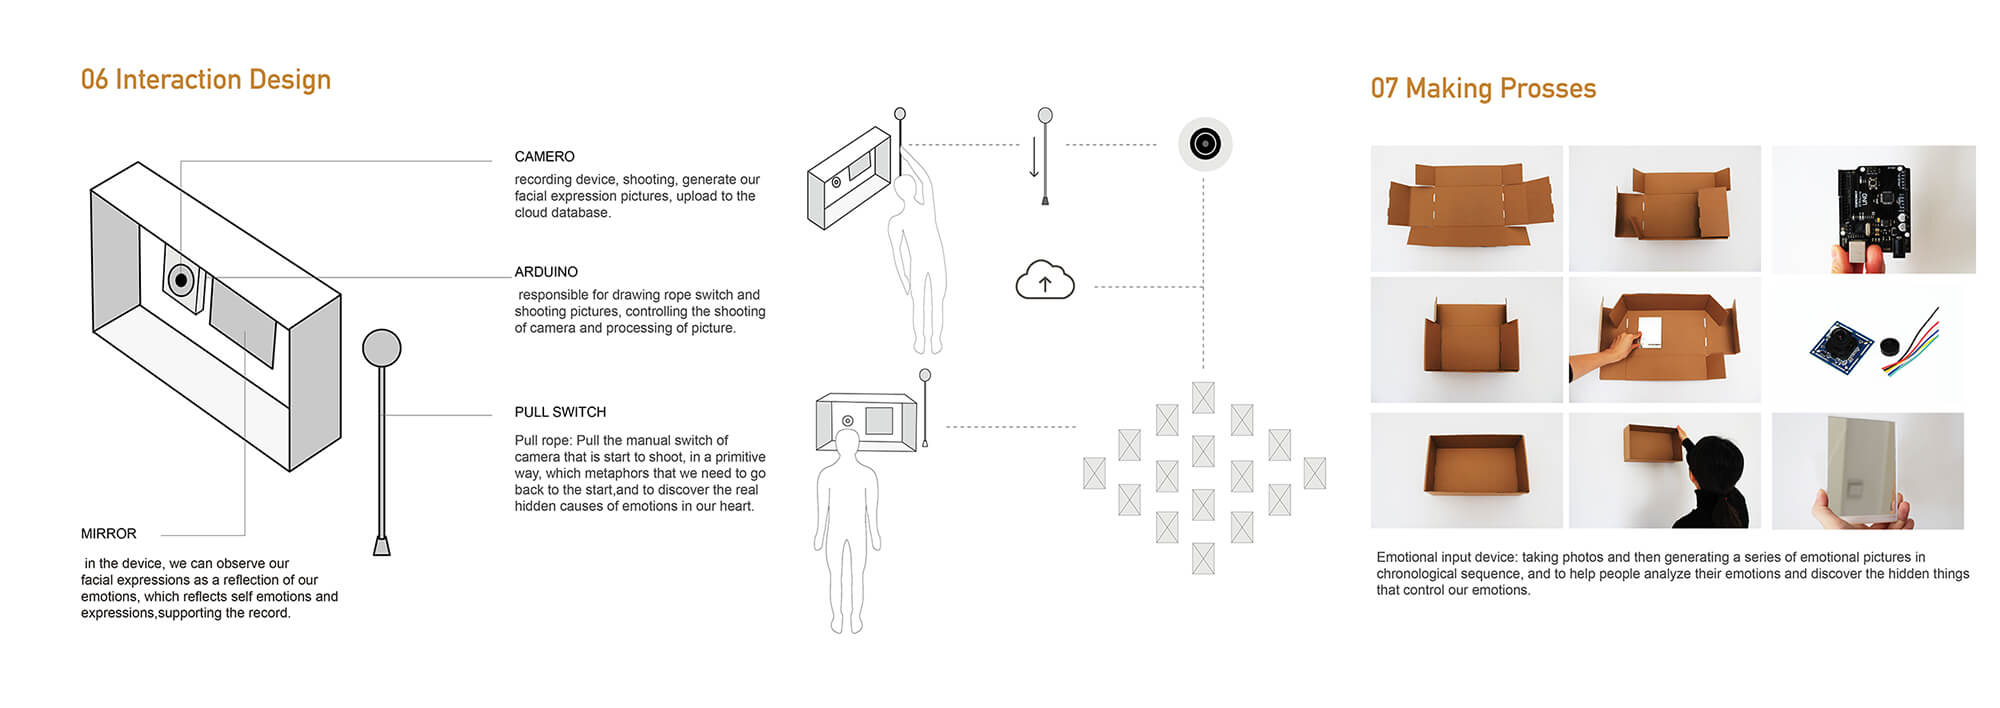 06 Interaction Design
CAMERO
recording device, shooting, generate our
facial expression pictures, upload to the
cloud database.
ARDUINO
responsible for drawing rope switch and
shooting pictures, controlling the shooting
of camera and processing of picture.
PULL SWITCH
Pull rope: Pull the manual switch of
camera that is start to shoot, in a primitive
way, which metaphors that we need to go
back to the start,and to discover the real
hidden causes of emotions in our heart.
MIRROR
in the device, we can observe our
facial expressions as a reflection of our
emotions, which reflects self emotions and
expressions,supporting the record.
07 Making Prosses
UNO
Emotional input device: taking photos and then generating a series of emotional pictures in
chronological sequence, and to help people analyze their emotions and discover the hidden things
that control our emotions.